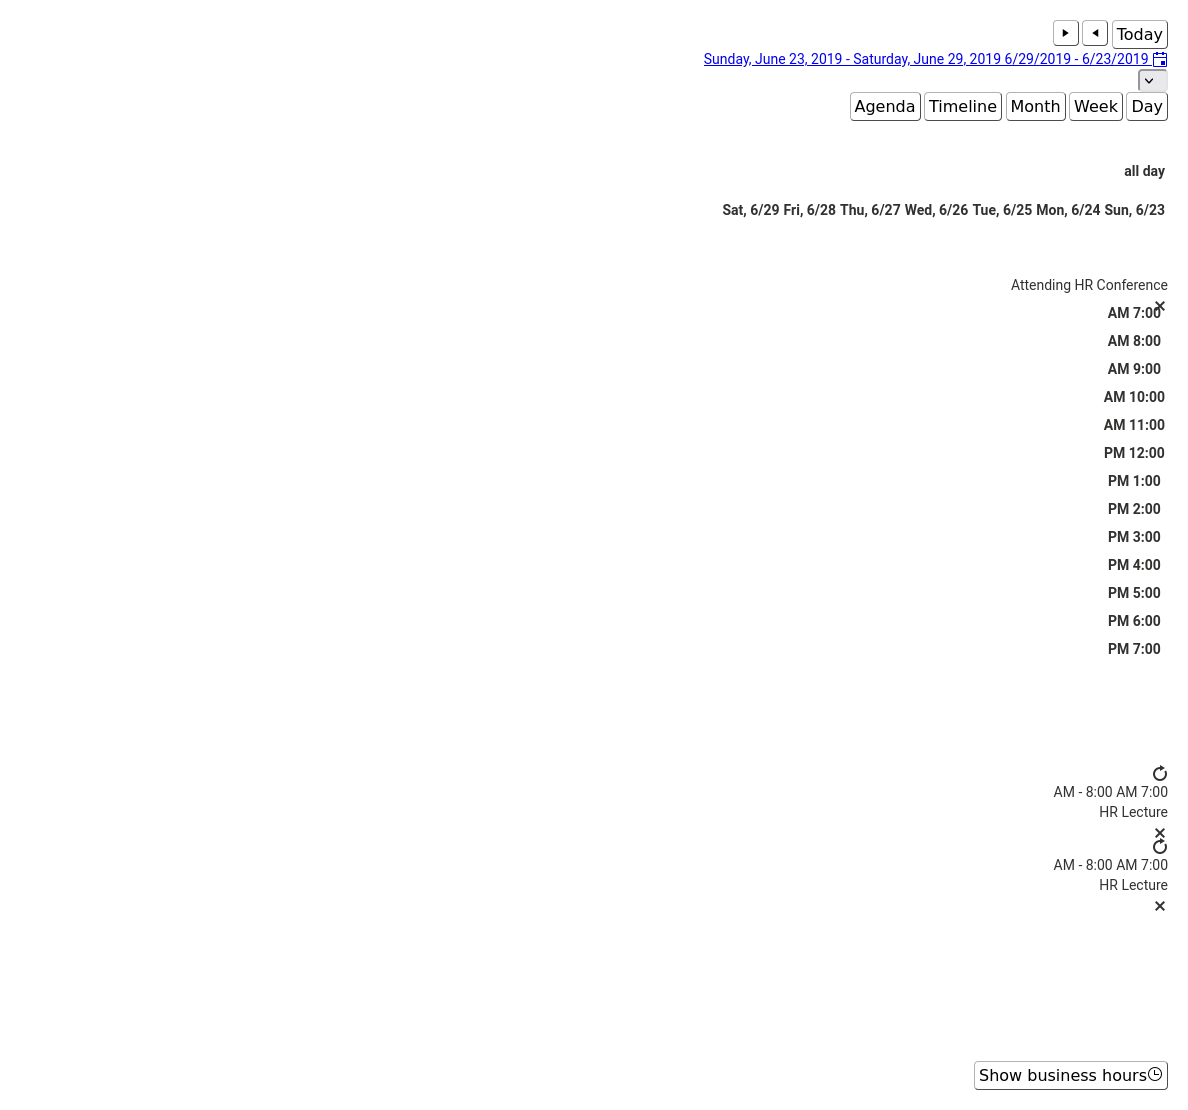 Today
Sunday, June 23, 2019 - Saturday, June 29, 2019 6/29/2019 - 6/23/2019
Agenda Timeline Month Week Day
all day
Sat, 6/29 Fri, 6/28 Thu, 6/27 Wed, 6/26 Tue, 6/25 Mon, 6/24 Sun, 6/23
Attending HR Conference
AM 7:00
AM 8:00
AM 9:00
AM 10:00
AM 11:00
PM 12:00
PM 1:00
PM 2:00
PM 3:00
PM 4:00
PM 5:00
PM 6:00
PM 7:00
AM - 8:00 AM 7:00
HR Lecture
AM - 8:00 AM 7:00
HR Lecture
Show business hours